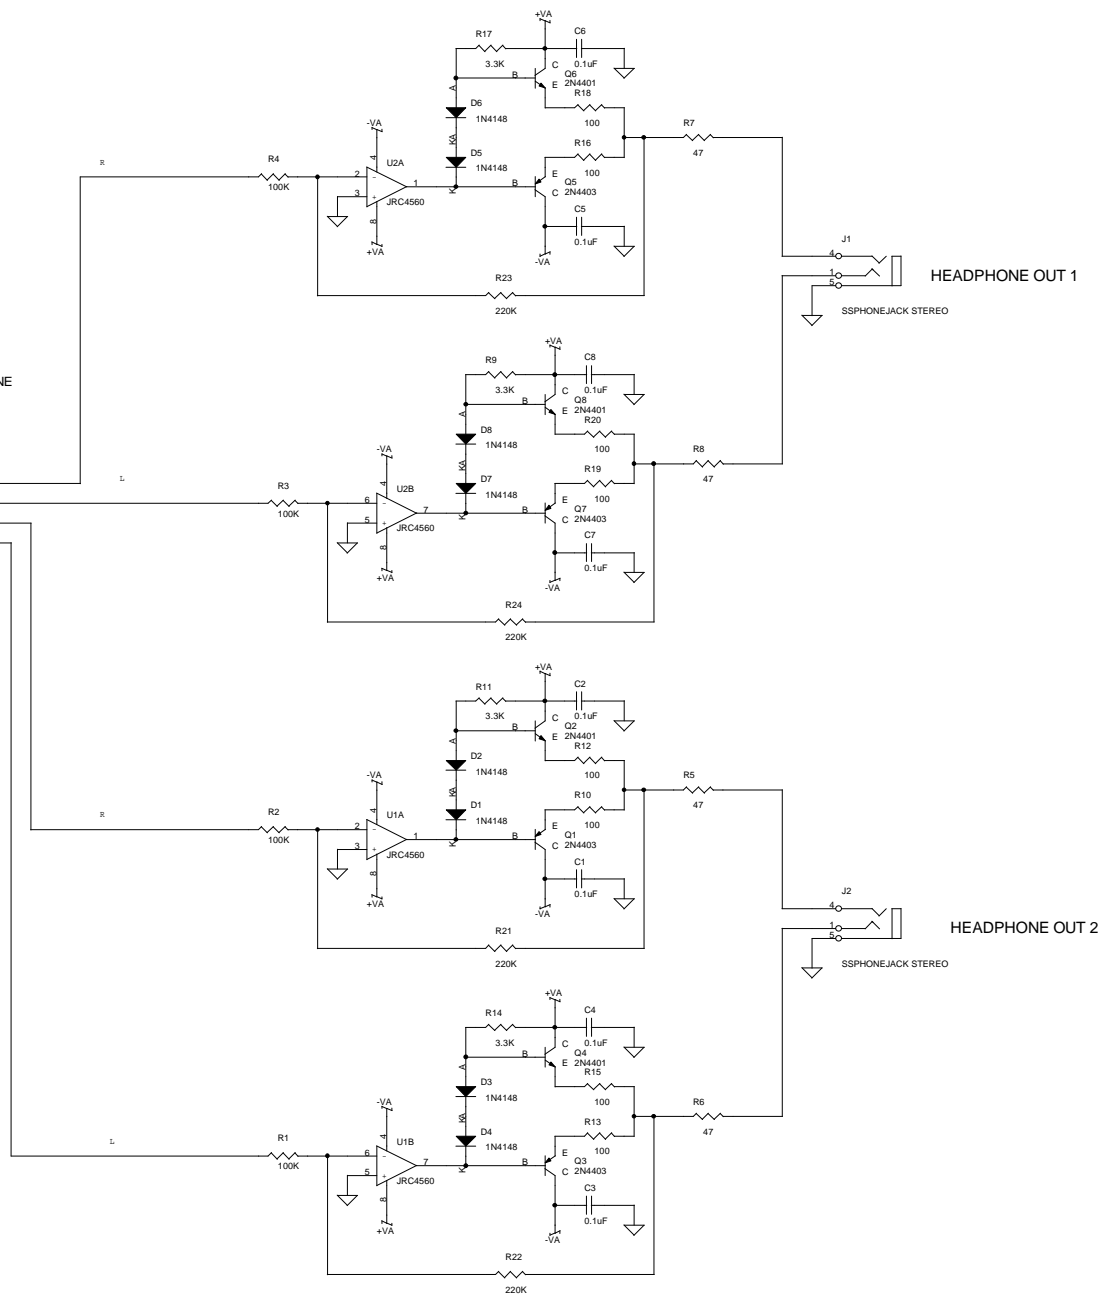 +VA
R17
C6
3.3K
0.1uF
C
B
Q6
2N4401
E
A
R18
D6
1N4148
100
-VA
R7
47
KA
R16
4
D5
1N4148
100
R
R4
100K
U2A
2
-
3
+
1
JRC4560
K
E
B
Q5
2N4403
C
8
C5
0.1uF
+VA
-VA
R23
220K
J1
4
1
5
HEADPHONE OUT 1
SSPHONEJACK STEREO
+VA
R9
C8
3.3K
0.1uF
NE
C
B
Q8
2N4401
E
A
R20
D8
1N4148
100
-VA
R8
47
KA
R19
4
D7
1N4148
100
L
R3
100K
U2B
6
-
5
+
7
JRC4560
K
E
B
Q7
2N4403
C
8
C7
0.1uF
+VA
-VA
R24
220K
+VA
R11
C2
3.3K
0.1uF
C
B
Q2
2N4401
E
A
R12
D2
1N4148
100
-VA
R5
47
KA
R10
4
D1
1N4148
100
R
R2
100K
U1A
2
-
3
+
1
JRC4560
K
E
B
Q1
2N4403
C
8
C1
0.1uF
+VA
-VA
R21
220K
J2
4
1
5
HEADPHONE OUT 2
SSPHONEJACK STEREO
+VA
R14
C4
3.3K
0.1uF
C
B
Q4
2N4401
E
A
R15
D3
1N4148
100
-VA
R6
47
KA
R13
4
D4
1N4148
100
L
R1
100K
U1B
6
-
5
+
7
JRC4560
K
E
B
Q3
2N4403
C
8
C3
0.1uF
+VA
-VA
R22
220K